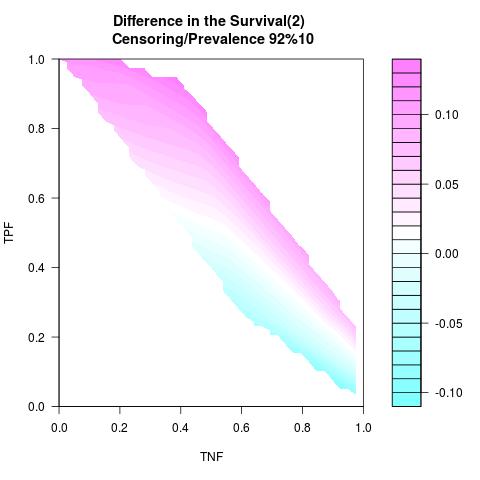 Difference in the Survival(2)
Censoring/Prevalence 92%10
1.0
0.8
0.6
0.4
0.2
0.0
TPF
0.0 0.2 0.4 0.6 0.8 1.0
TNF
0.10
0.05
0.00
-0.05
-0.10